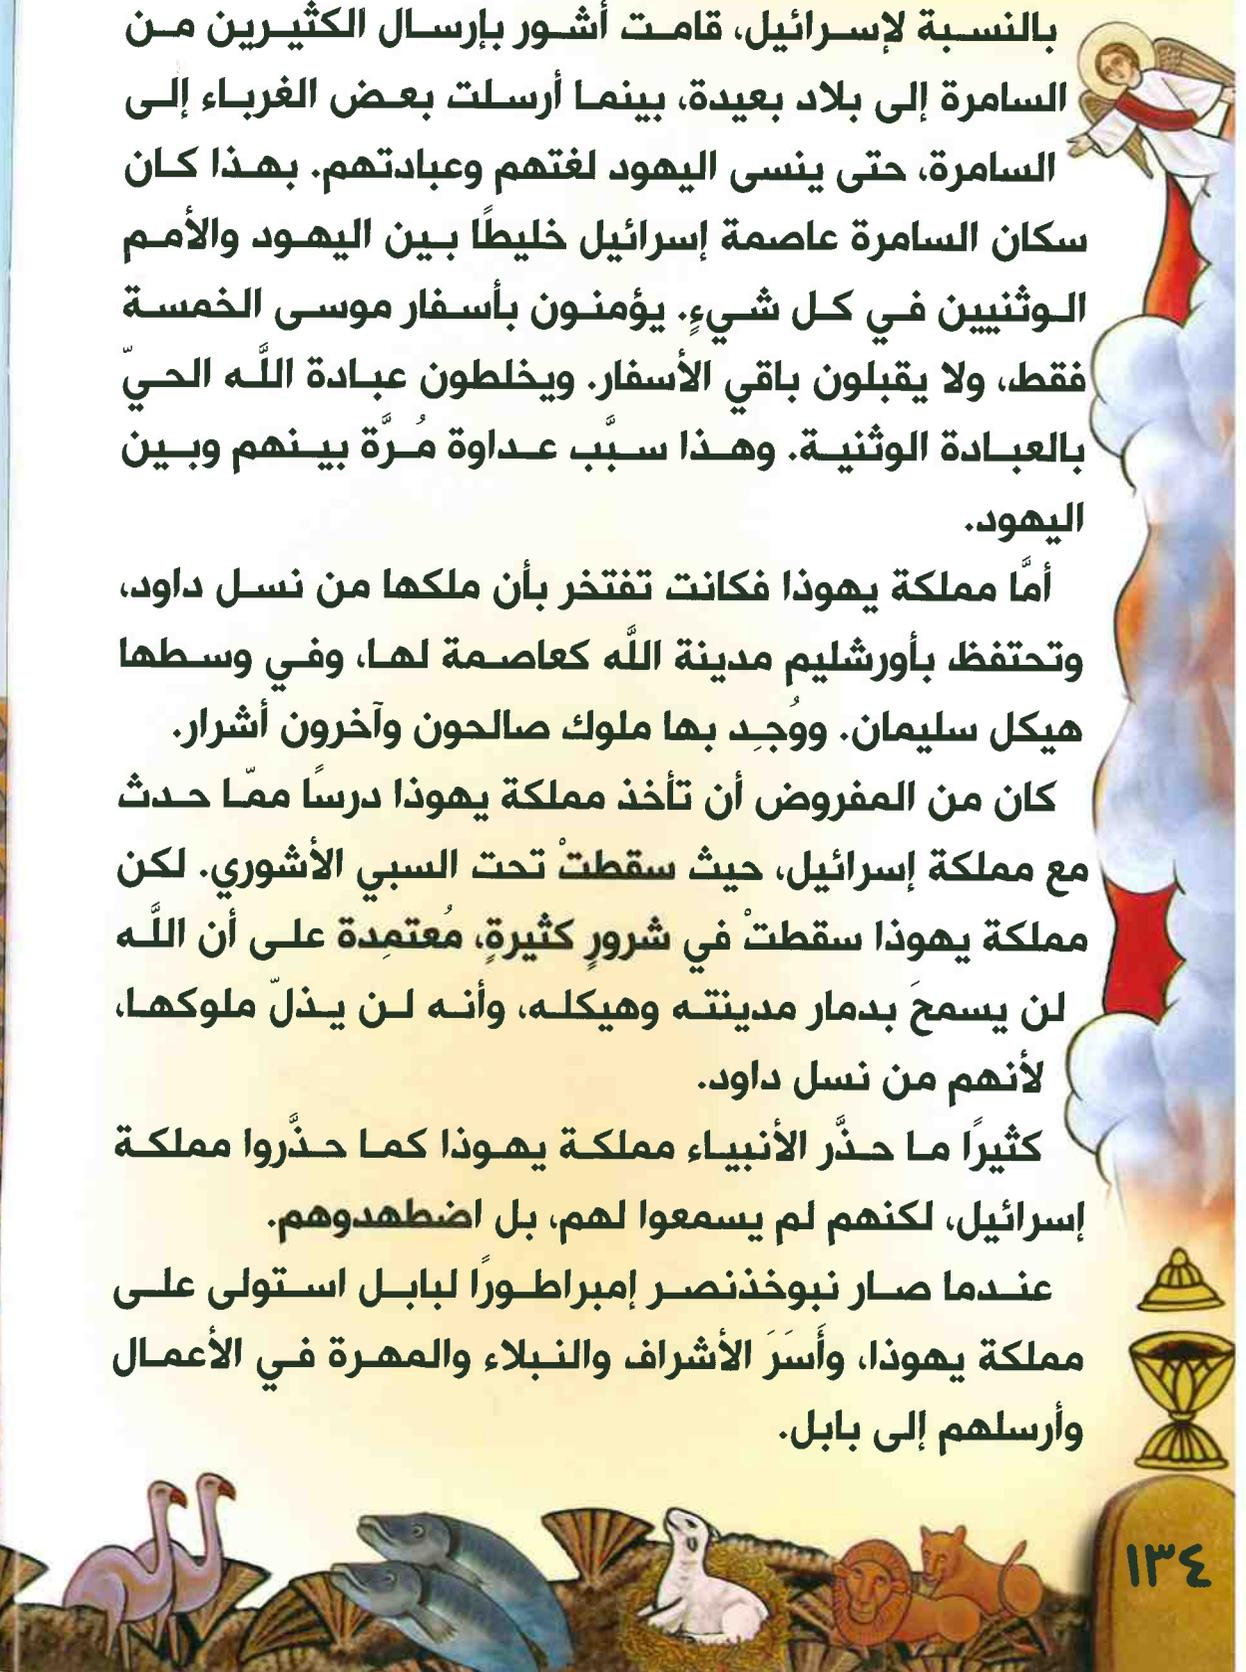 بالنسبة لإسرائيل، قامت أشور بإرسال الكثيرين من
السامرة إلى بلاد بعيدة، بينما أرسلت بعض الغرباء إلى
السامرة، حتى ينسى اليهود لغتهم وعبادتهم. بهذا كان
سكان السامرة عاصمة إسرائيل خليطًا بين اليهود والأمم
الوثنيين في كل شيءٍ. يؤمنون بأسفار موسى الخمسة
فقط، ولا يقبلون باقي الأسفار. ويخلطون عبادة اللَّه الحيّ
بالعبادة الوثنية. وهذا سبَّب عداوة مُرَّة بينهم وبين
اليهود.
أمَّا مملكة يهوذا فكانت تفتخر بأن ملكها من نسل داود،
وتحتفظ بأورشليم مدينة اللَّه كعاصمة لها، وفي وسطها
هيكل سليمان. ووُجِد بها ملوك صالحون وآخرون أشرار.
كان من المفروض أن تأخذ مملكة يهوذا درسًا ممّا حدث
مع مملكة إسرائيل، حيث سقطتْ تحت السبي الأشوري. لكن
مملكة يهوذا سقطتْ في شرورٍ كثيرةٍ، مُعتمِدة على أن اللَّه
لن يسمحَ بدمار مدينته وهيكله، وأنه لن يذلّ ملوكها،
لأنهم من نسل داود.
كثيرًا ما حذَّر الأنبياء مملكة يهوذا كما حذَّروا مملكة
إسرائيل، لكنهم لم يسمعوا لهم، بل اضطهدوهم.
عندما صار نبوخذنصر إمبراطورًا لبابل استولى على
مملكة يهوذا، وأَسَرَ الأشراف والنبلاء والمهرة في الأعمال
وأرسلهم إلى بابل.
١٣٤